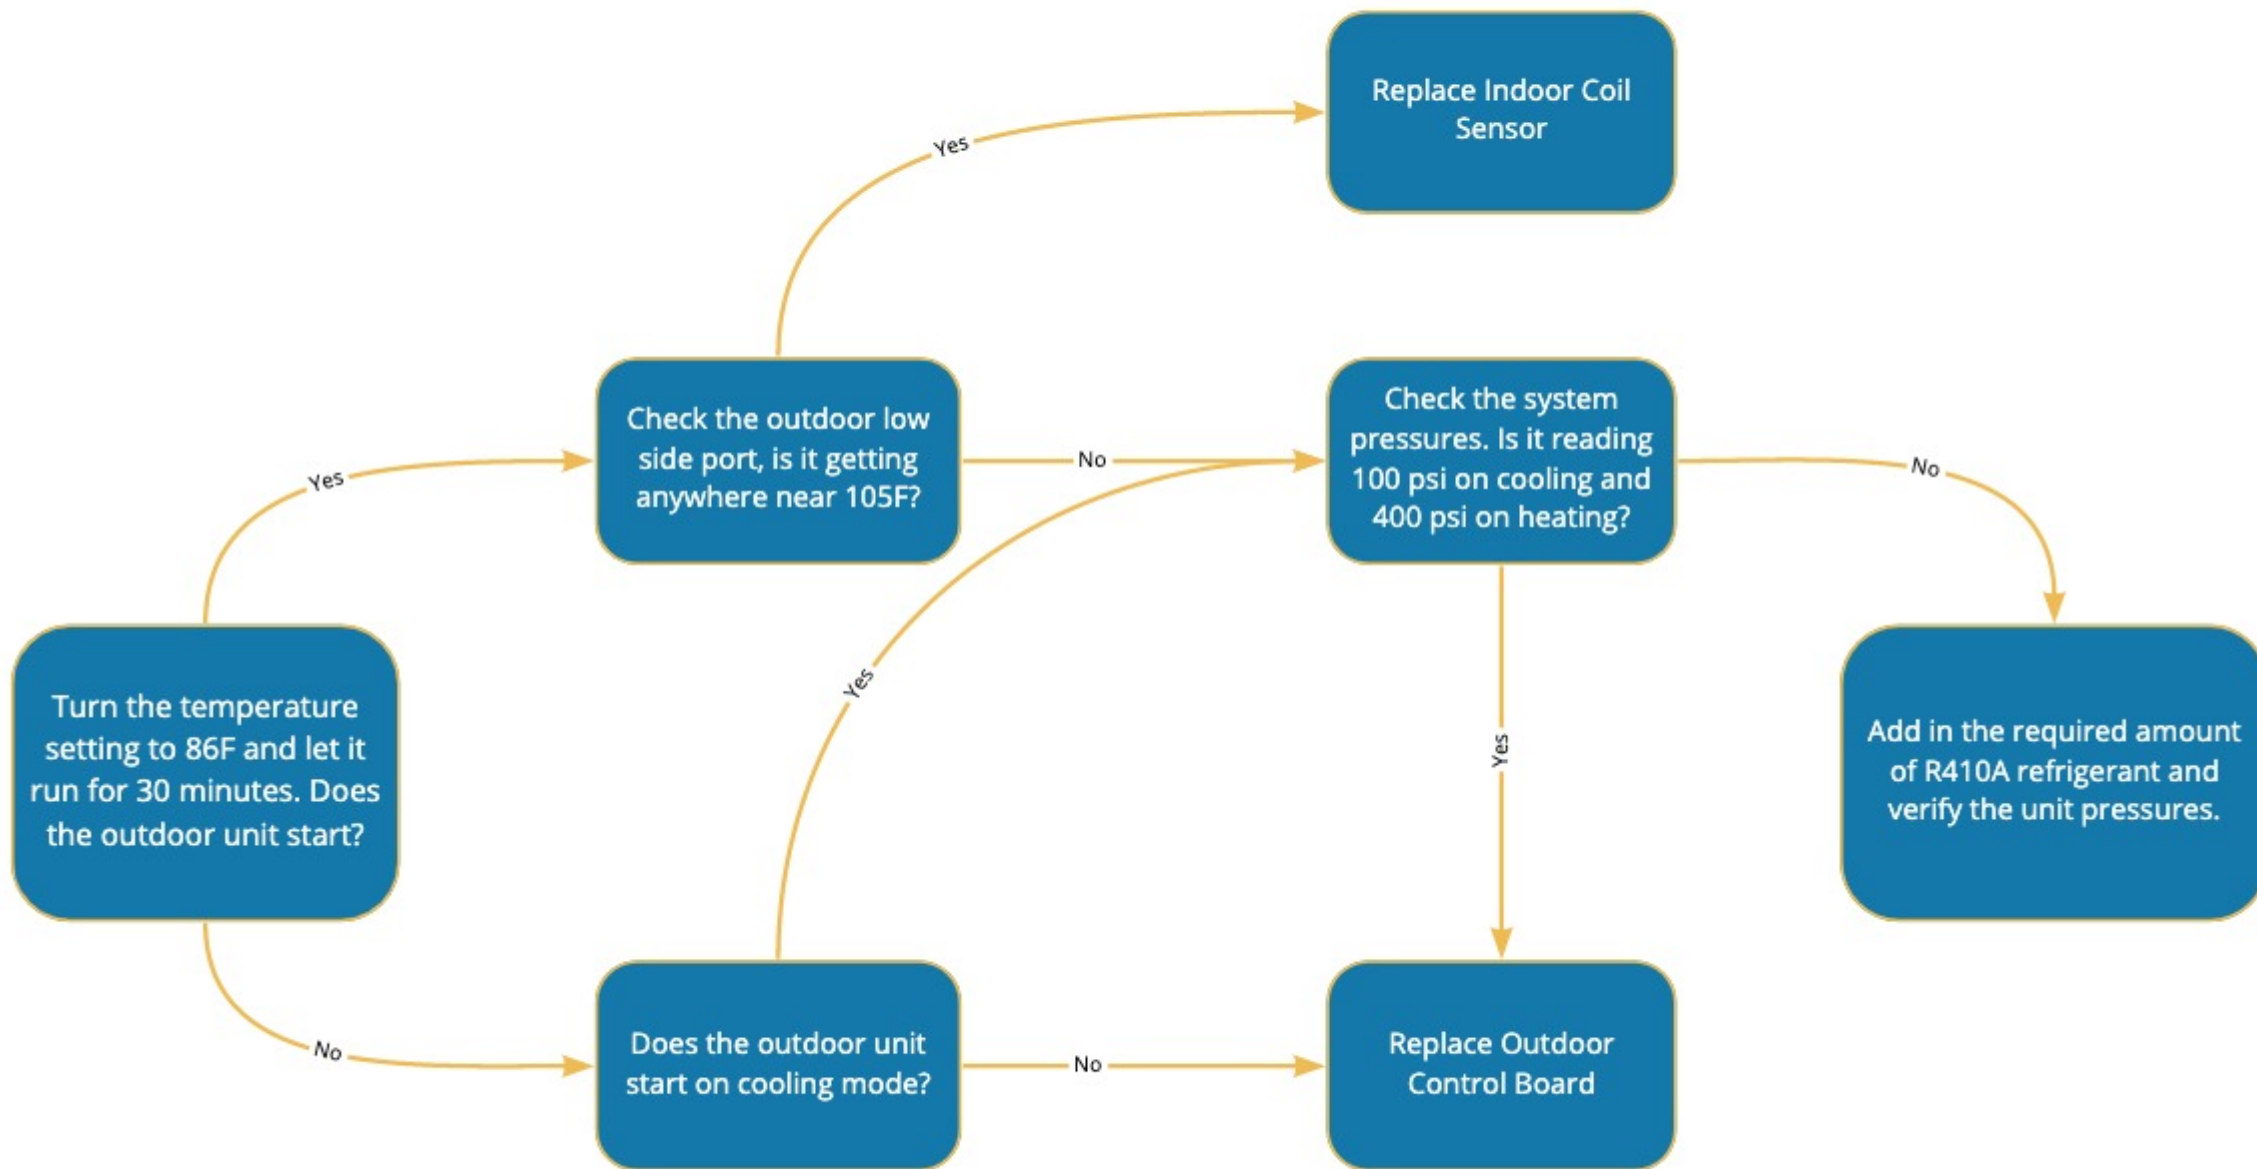 Replace Indoor Coil
Sensor
Yes
Check the outdoor low
side port, is it getting
anywhere near 105F?
No
Check the system
pressures. Is it reading
100 psi on cooling and
400 psi on heating?
No
Yes
Turn the temperature
setting to 86F and let it
run for 30 minutes. Does
the outdoor unit start?
Yes
Yes
Add in the required amount
of R410A refrigerant and
verify the unit pressures.
No
Does the outdoor unit
start on cooling mode?
No
Replace Outdoor
Control Board